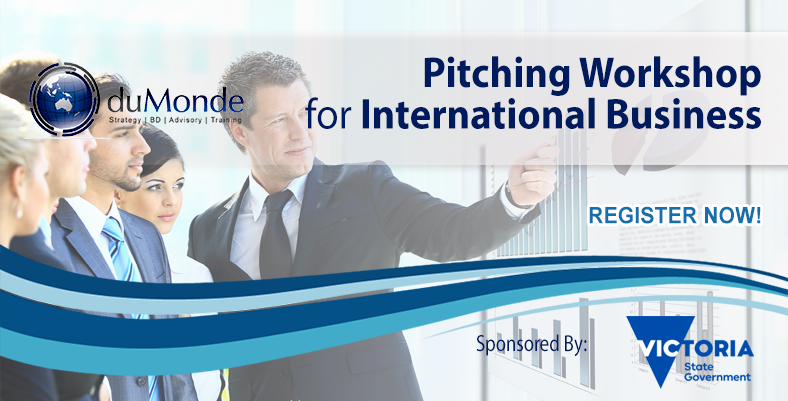 Pitching Workshop
for International Business
duMonde
Strategy | BD | Advisory | Training
REGISTER NOW!
Sponsored By:
VICTORIA
State
Government